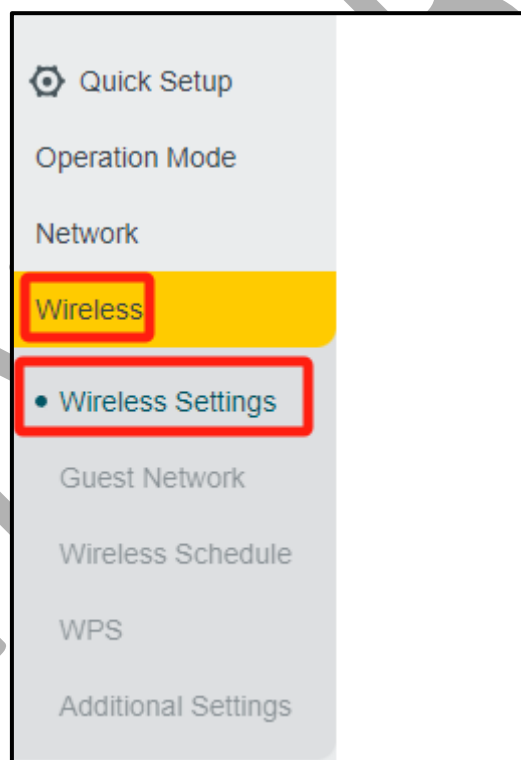 Quick Setup
Operation Mode
Network
Wireless
Wireless Settings
Guest Network
Wireless Schedule
WPS
Additional Settings